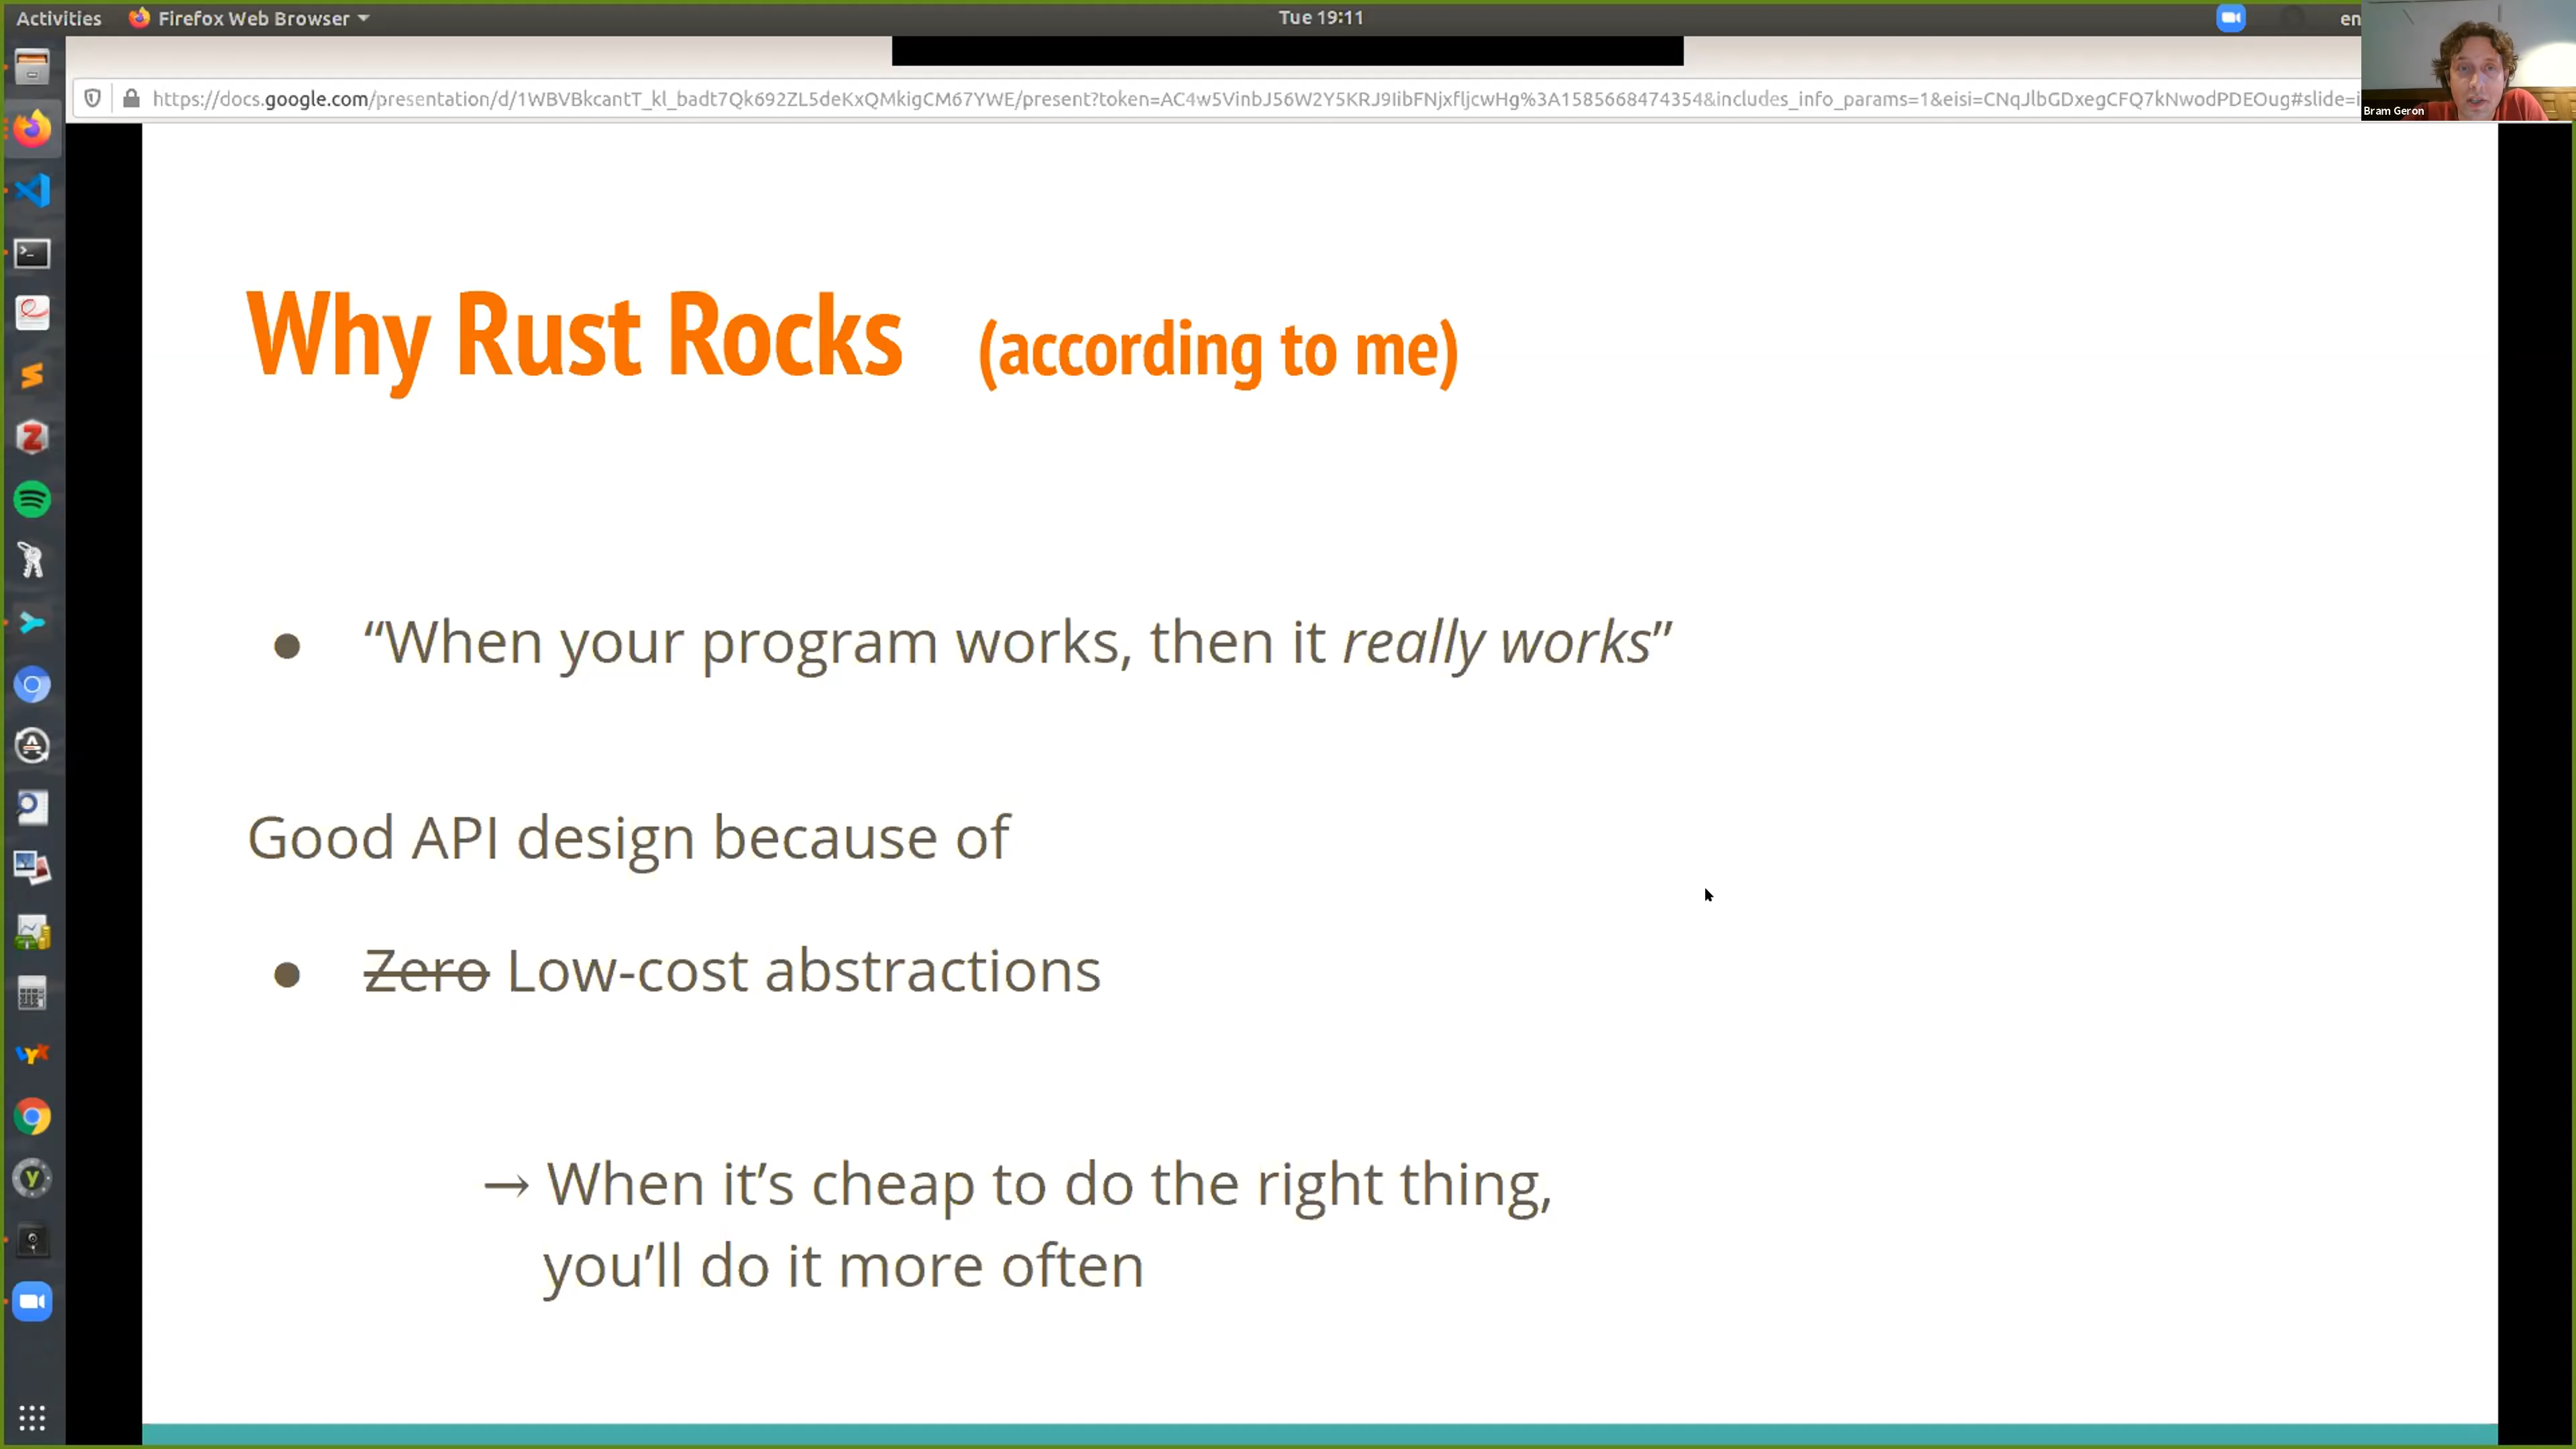 Activities Firefox Web Browser Tue 19:11 en
https://docs.google.com/presentation/d/1WBVBkcantT_kl_badt7Qk692ZL5deKxQMkigCM67YWE/present?token=AC4w5VinbJ56W2Y5KRJ9IibFNjxfljcwHg%3A1585668474354&includes_info_params=1&eisi=CNqJlbGDxegCFQ7kNwodPDEOug#slide=i
Bram Geron
Why Rust Rocks (according to me)
● “When your program works, then it really works”
Good API design because of
● Zero Low-cost abstractions
→ When it’s cheap to do the right thing,
you’ll do it more often